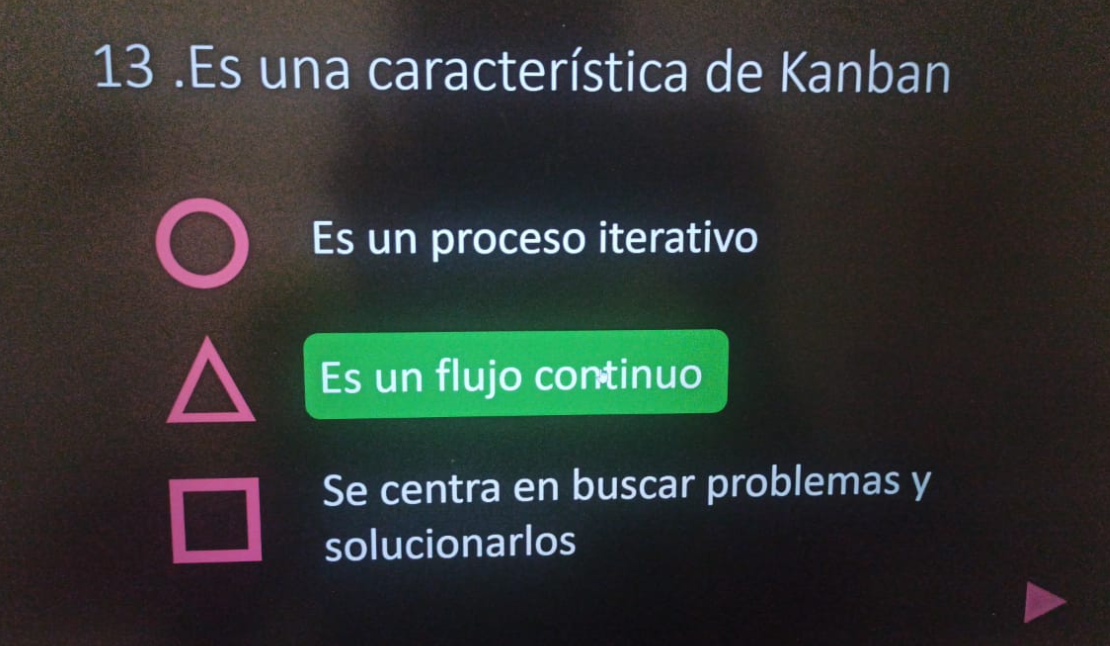 13 .Es una característica de Kanban
Es un proceso iterativo
Es un flujo continuo
Se centra en buscar problemas y
solucionarlos